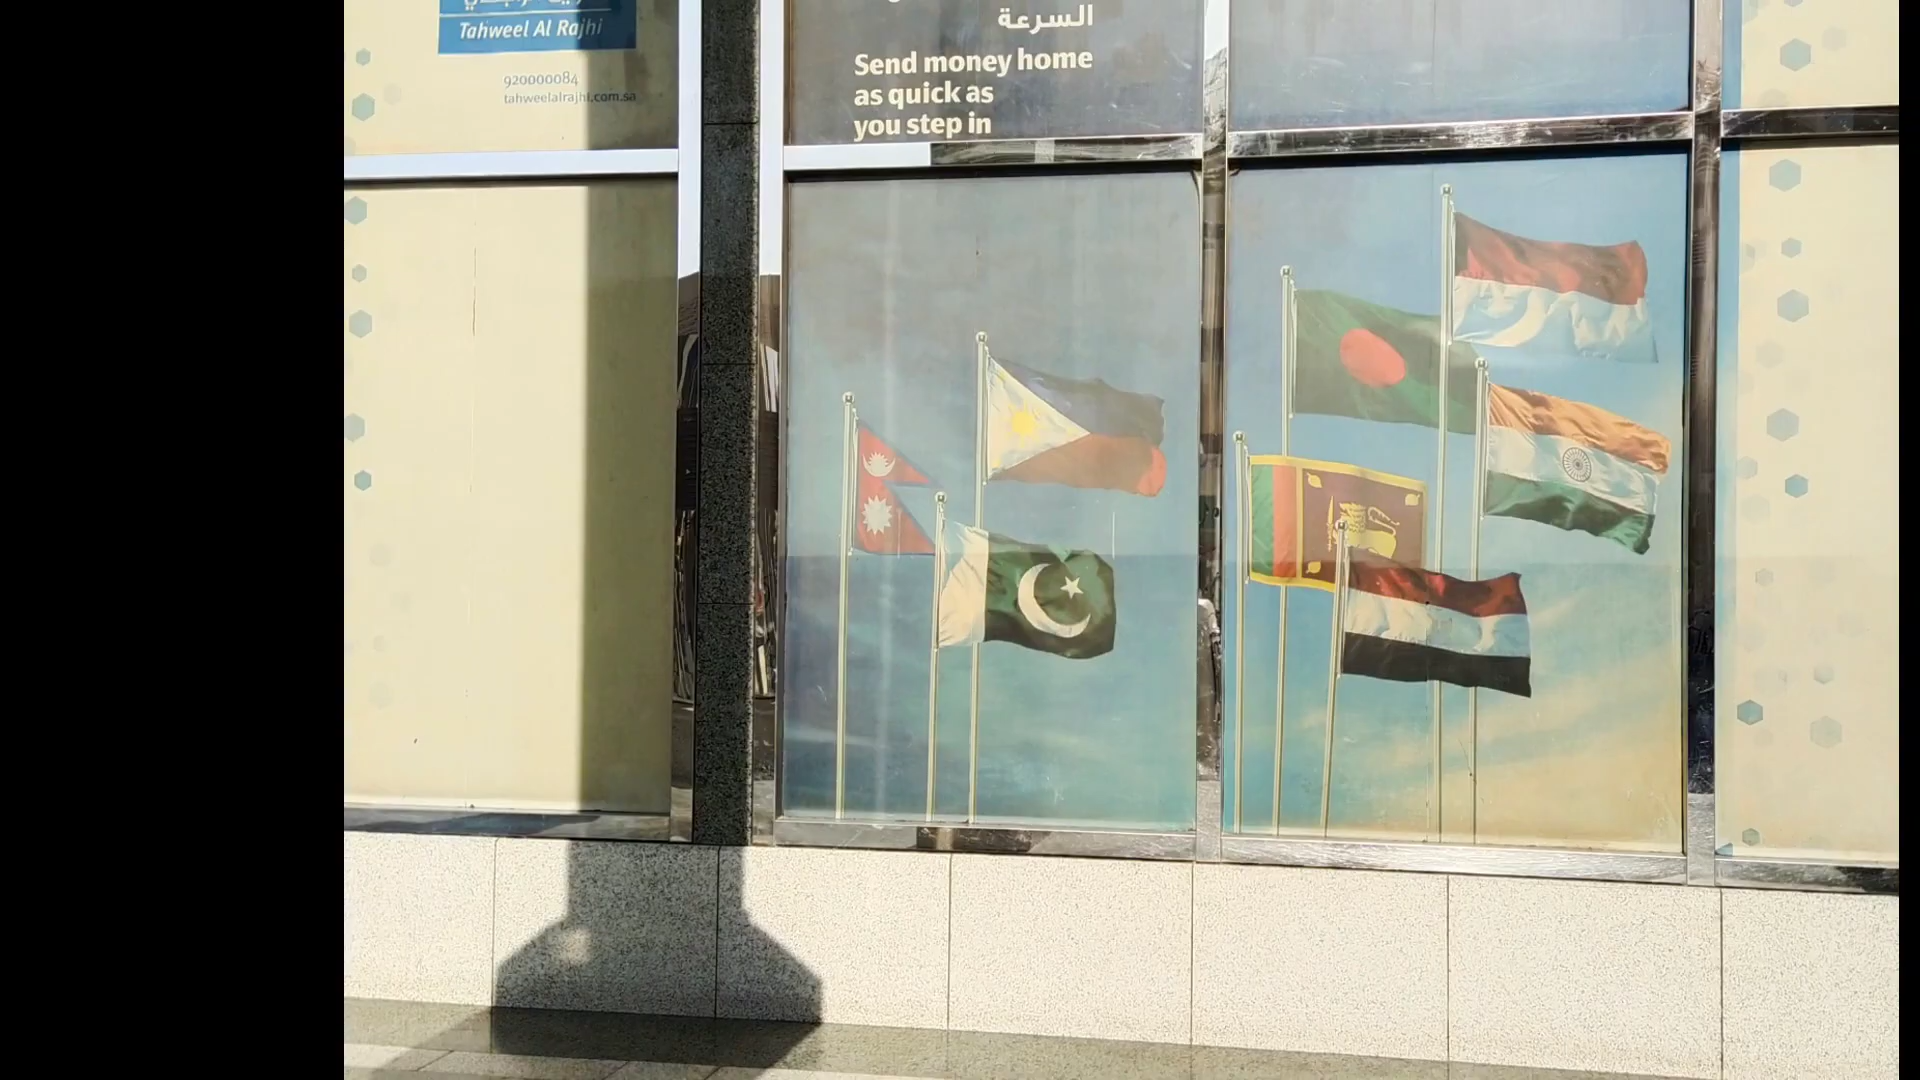 Tahweel Al Rajhi
920000084
tahweelalrajhi.com.sa
السرعة
Send money home
as quick as
you step in